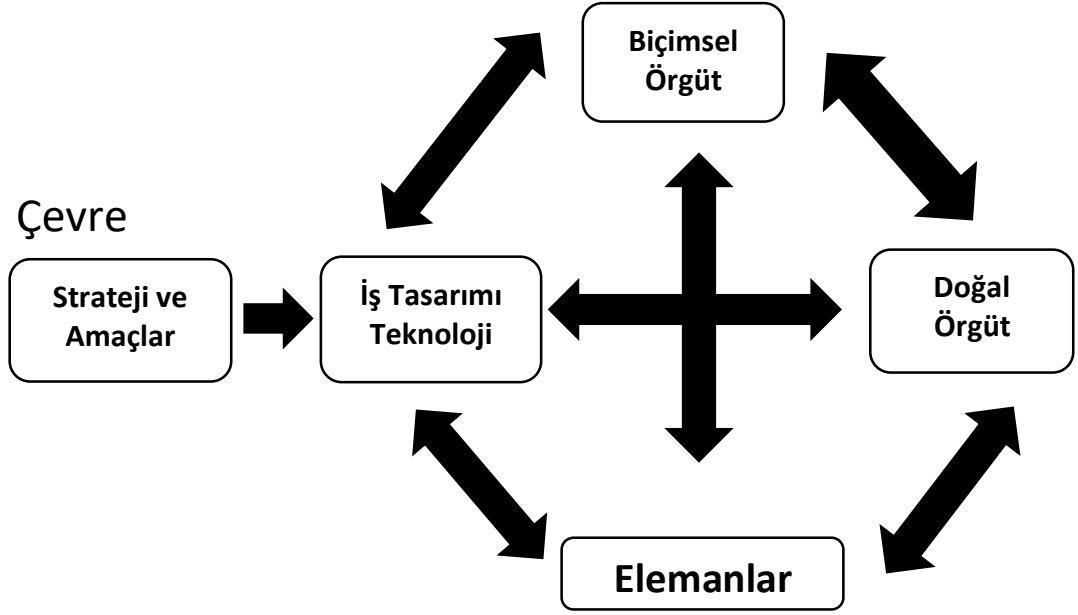 Biçimsel
Örgüt
Çevre
Strateji ve
Amaçlar
İş Tasarımı
Teknoloji
Doğal
Örgüt
Elemanlar